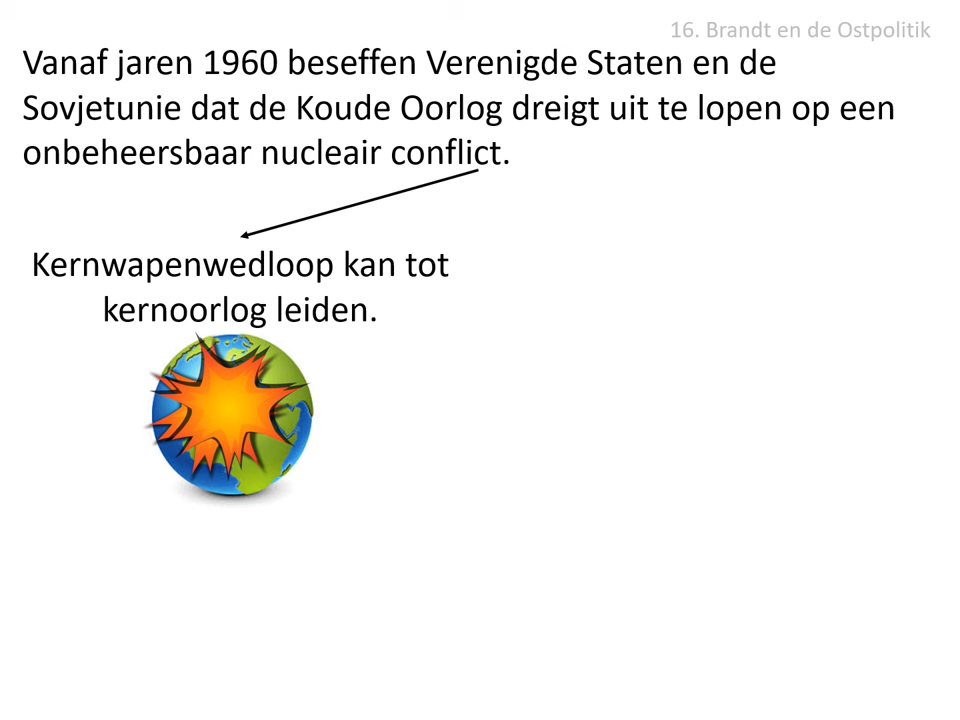 16. Brandt en de Ostpolitik
Vanaf jaren 1960 beseffen Verenigde Staten en de
Sovjetunie dat de Koude Oorlog dreigt uit te lopen op een
onbeheersbaar nucleair conflict.
Kernwapenwedloop kan tot
kernoorlog leiden.